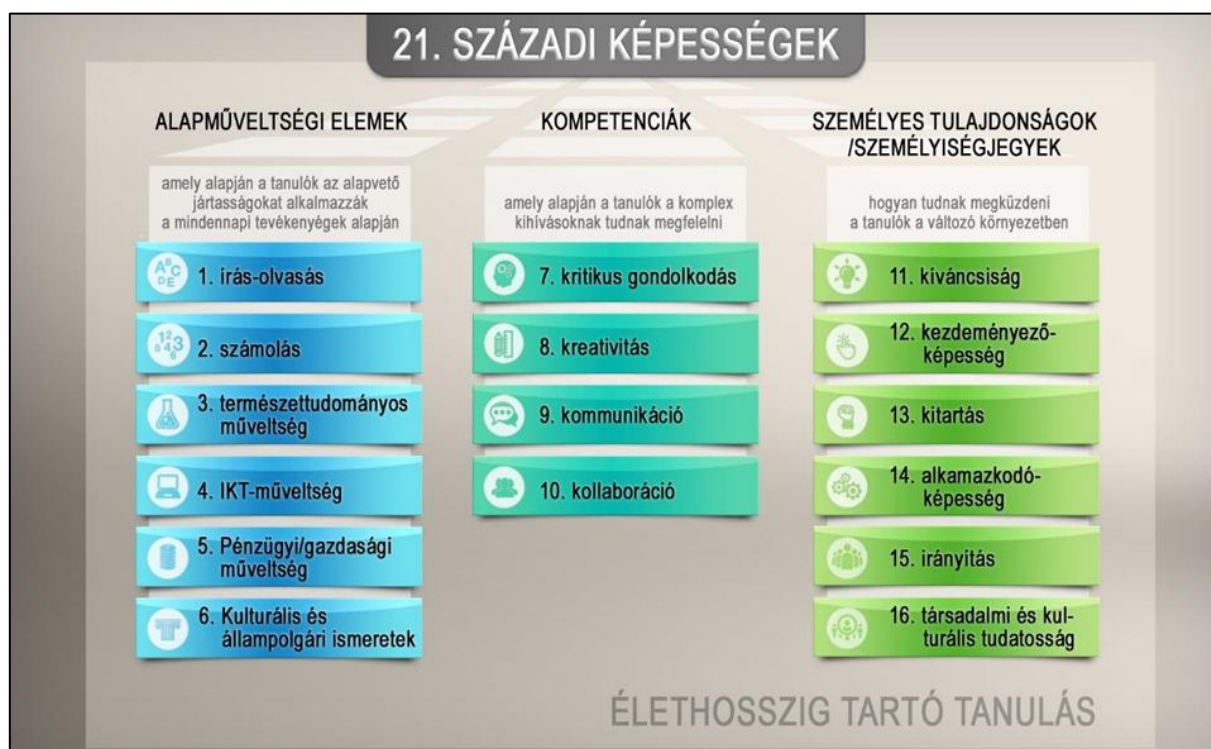 21. SZÁZADI KÉPESSÉGEK
ALAPMŰVELTSÉGI ELEMEK
amely alapján a tanulók az alapvető
jártasságokat alkalmazzák
a mindennapi tevékenyégek alapján
1. írás-olvasás
2. számolás
3. természettudományos
műveltség
4. IKT-műveltség
5. Pénzügyi/gazdasági
műveltség
6. Kulturális és
állampolgári ismeretek
KOMPETENCIÁK
amely alapján a tanulók a komplex
kihívásoknak tudnak megfelelni
7. kritikus gondolkodás
8. kreativitás
9. kommunikáció
10. kollaboráció
SZEMÉLYES TULAJDONSÁGOK
/SZEMÉLYISÉGJEGYEK
hogyan tudnak megküzdeni
a tanulók a változó környezetben
11. kíváncsiság
12. kezdeményező-
képesség
13. kitartás
14. alkamazkodó-
képesség
15. irányítás
16. társadalmi és kul-
turális tudatosság
ÉLETHOSSZIG TARTÓ TANULÁS